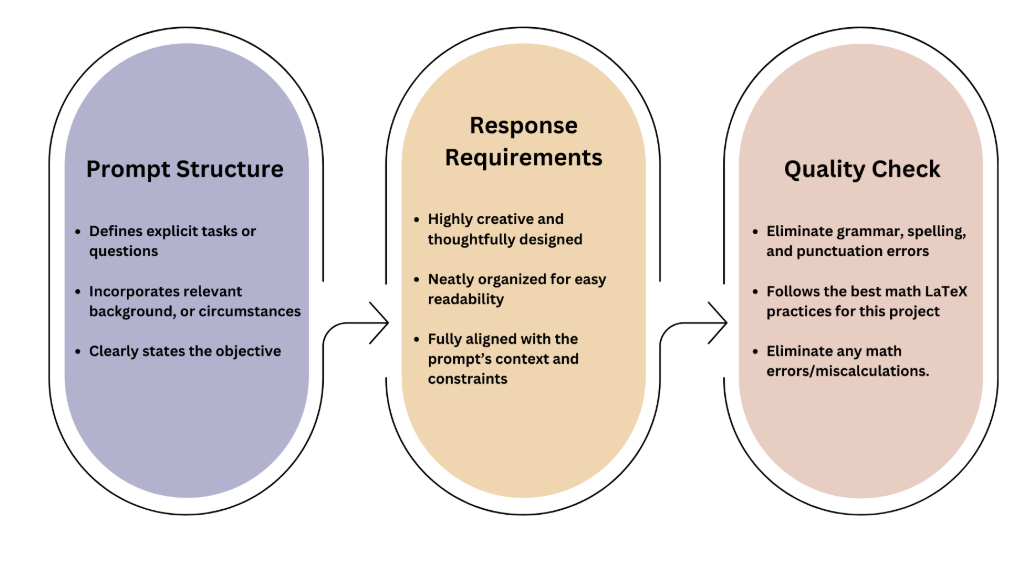 Prompt Structure
• Defines explicit tasks or
questions
• Incorporates relevant
background, or circumstances
• Clearly states the objective
Response
Requirements
• Highly creative and
thoughtfully designed
• Neatly organized for easy
readability
• Fully aligned with the
prompt’s context and
constraints
Quality Check
• Eliminate grammar, spelling,
and punctuation errors
• Follows the best math LaTeX
practices for this project
• Eliminate any math
errors/miscalculations.